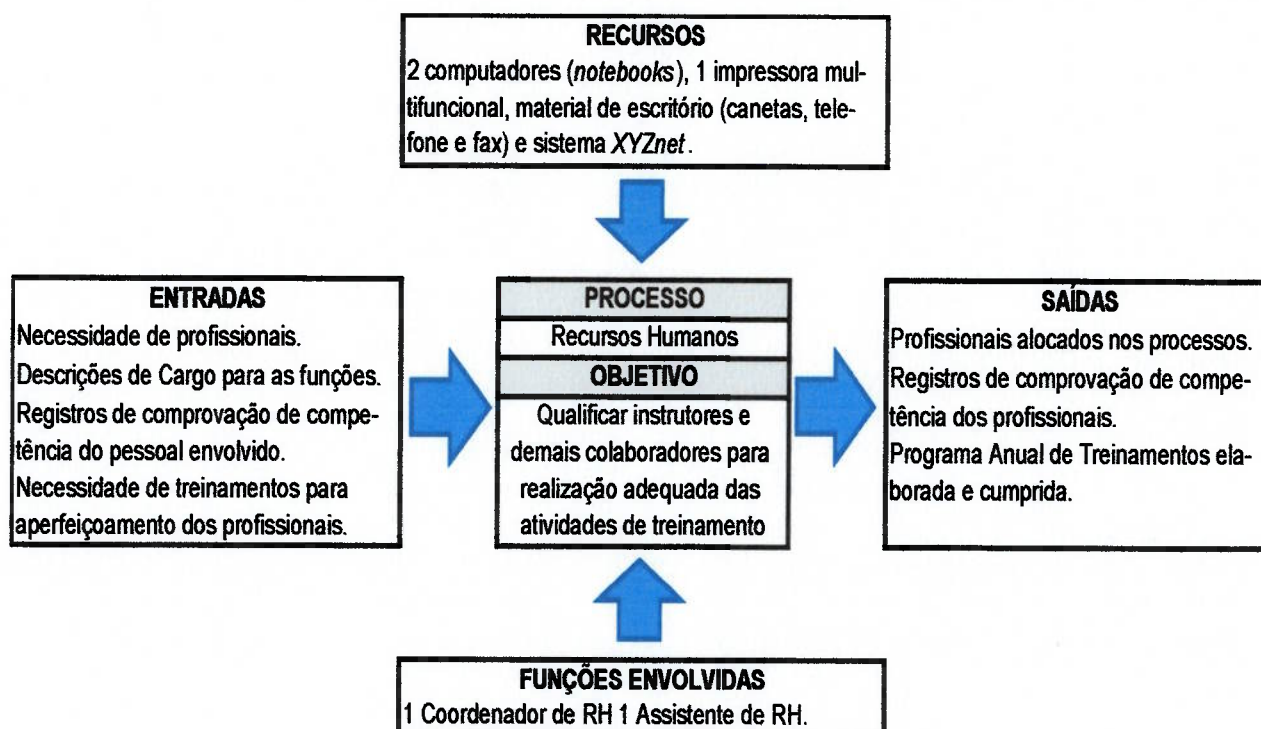 RECURSOS
2 computadores (notebooks), 1 impressora mul-
tifuncional, material de escritório (canetas, tele-
fone e fax) e sistema XYZnet.
ENTRADAS
Necessidade de profissionais.
Descrições de Cargo para as funções.
Registros de comprovação de compe-
tência do pessoal envolvido.
Necessidade de treinamentos para
aperfeiçoamento dos profissionais.
PROCESSO
Recursos Humanos
OBJETIVO
Qualificar instrutores e
demais colaboradores para
realização adequada das
atividades de treinamento
SAÍDAS
Profissionais alocados nos processos.
Registros de comprovação de compe-
tência dos profissionais.
Programa Anual de Treinamentos ela-
borada e cumprida.
FUNÇÕES ENVOLVIDAS
1 Coordenador de RH 1 Assistente de RH.